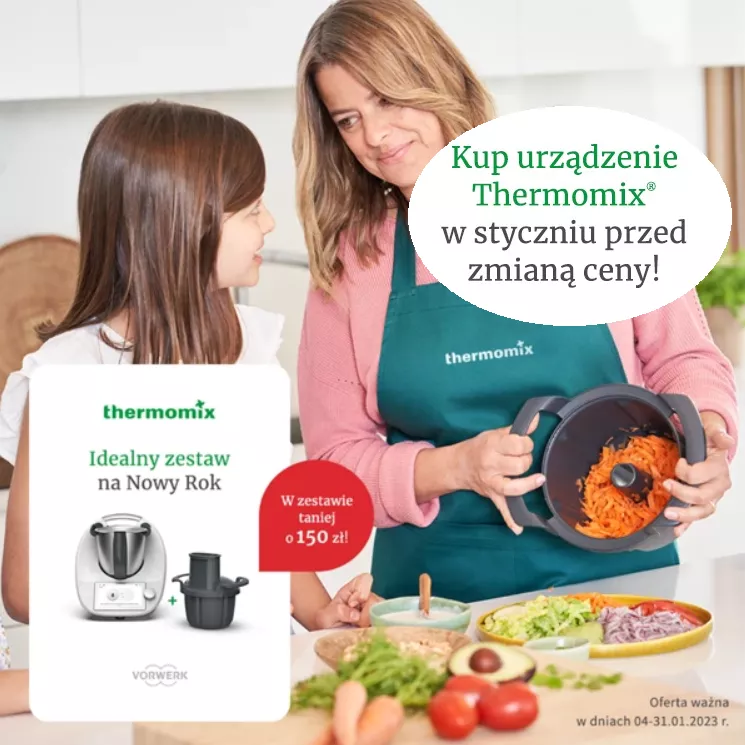 Kup urządzenie
Thermomix®
w styczniu przed
zmianą ceny!
thermomix
thermomix
Idealny zestaw
na Nowy Rok
W zestawie
taniej
o 150 zł!
VORWERK
Oferta ważna
w dniach 04-31.01.2023 r.